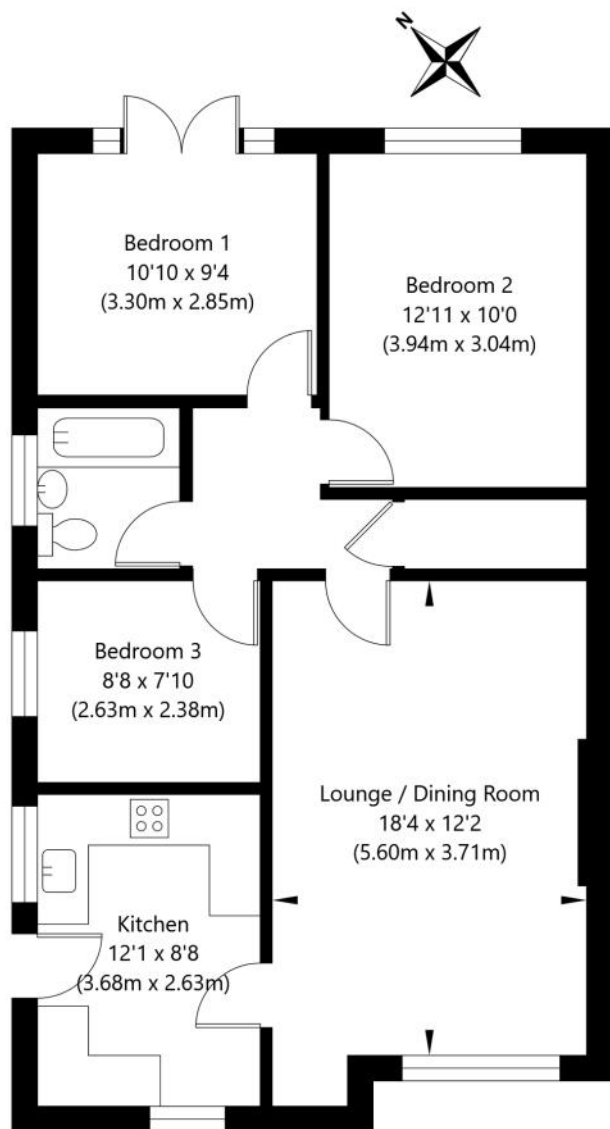 N
Bedroom 1
10'10 x 9'4
(3.30m x 2.85m)
Bedroom 2
12'11 x 10'0
(3.94m x 3.04m)
Bedroom 3
8'8 x 7'10
(2.63m x 2.38m)
Lounge / Dining Room
18'4 x 12'2
(5.60m x 3.71m)
Kitchen
12'1 x 8'8
(3.68m x 2.63m)